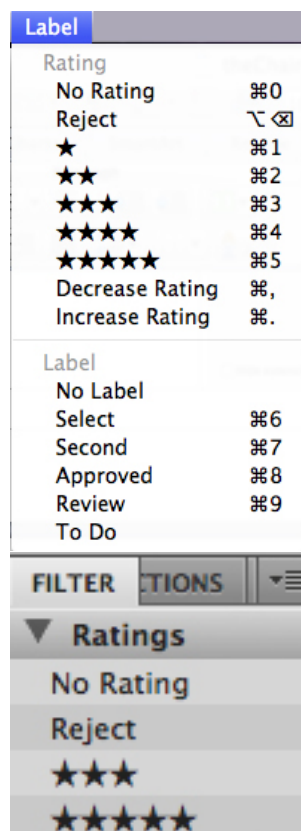 Label
Rating
No Rating ⌘0
Reject ⌥⌫
★ ⌘1
★★ ⌘2
★★★ ⌘3
★★★★ ⌘4
★★★★★ ⌘5
Decrease Rating ⌘,
Increase Rating ⌘.
Label
No Label
Select ⌘6
Second ⌘7
Approved ⌘8
Review ⌘9
To Do
FILTER
Ratings
No Rating
Reject
★★★
★★★★★